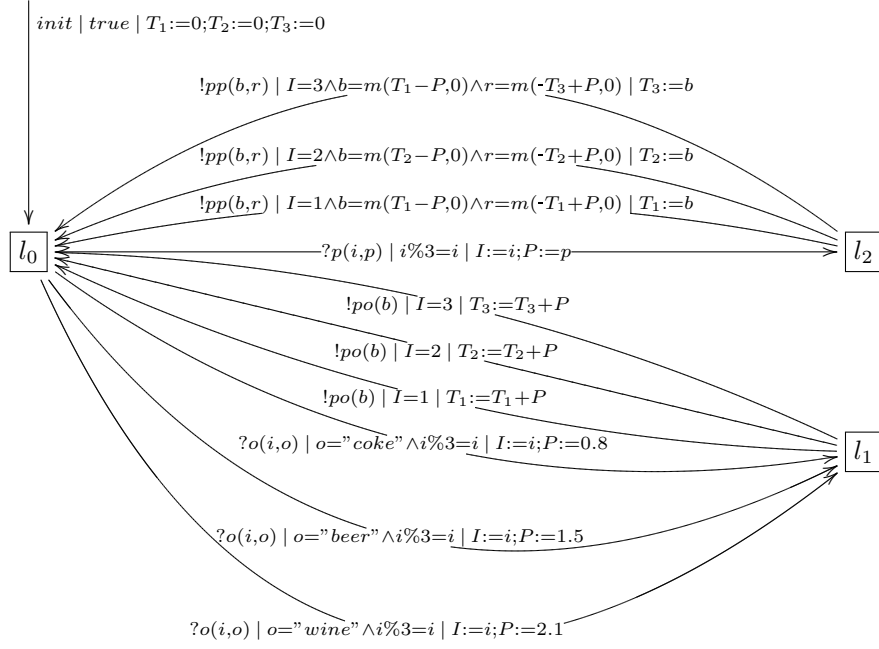 init | true | T₁:=0;T₂:=0;T₃:=0
!pp(b,r) | I=3∧b=m(T₁−P,0)∧r=m(-T₃+P,0) | T₃:=b
!pp(b,r) | I=2∧b=m(T₂−P,0)∧r=m(-T₂+P,0) | T₂:=b
!pp(b,r) | I=1∧b=m(T₁−P,0)∧r=m(-T₁+P,0) | T₁:=b
l₀
?p(i,p) | i%3=i | I:=i;P:=p
l₂
!po(b) | I=3 | T₃:=T₃+P
!po(b) | I=2 | T₂:=T₂+P
!po(b) | I=1 | T₁:=T₁+P
?o(i,o) | o="coke"∧i%3=i | I:=i;P:=0.8
l₁
?o(i,o) | o="beer"∧i%3=i | I:=i;P:=1.5
?o(i,o) | o="wine"∧i%3=i | I:=i;P:=2.1